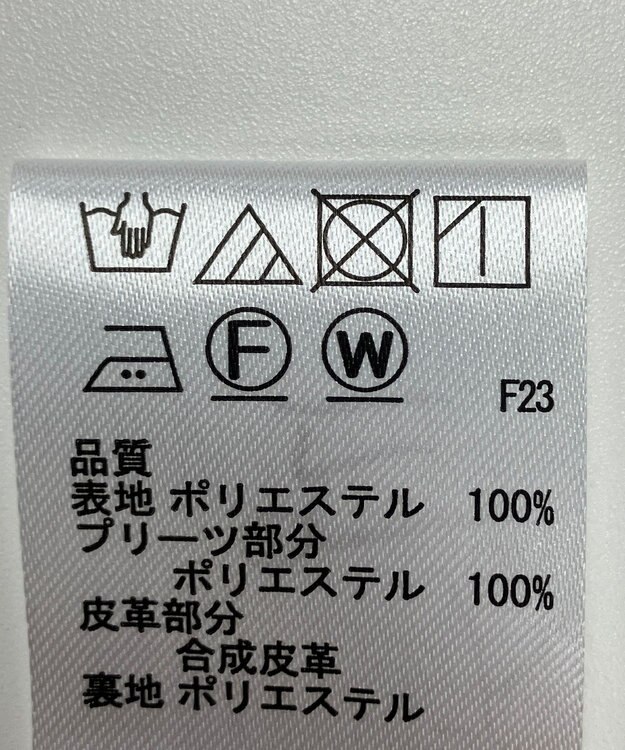 F W F23
品質
表地 ポリエステル 100%
プリーツ部分
ポリエステル 100%
皮革部分
合成皮革
裏地 ポリエステル